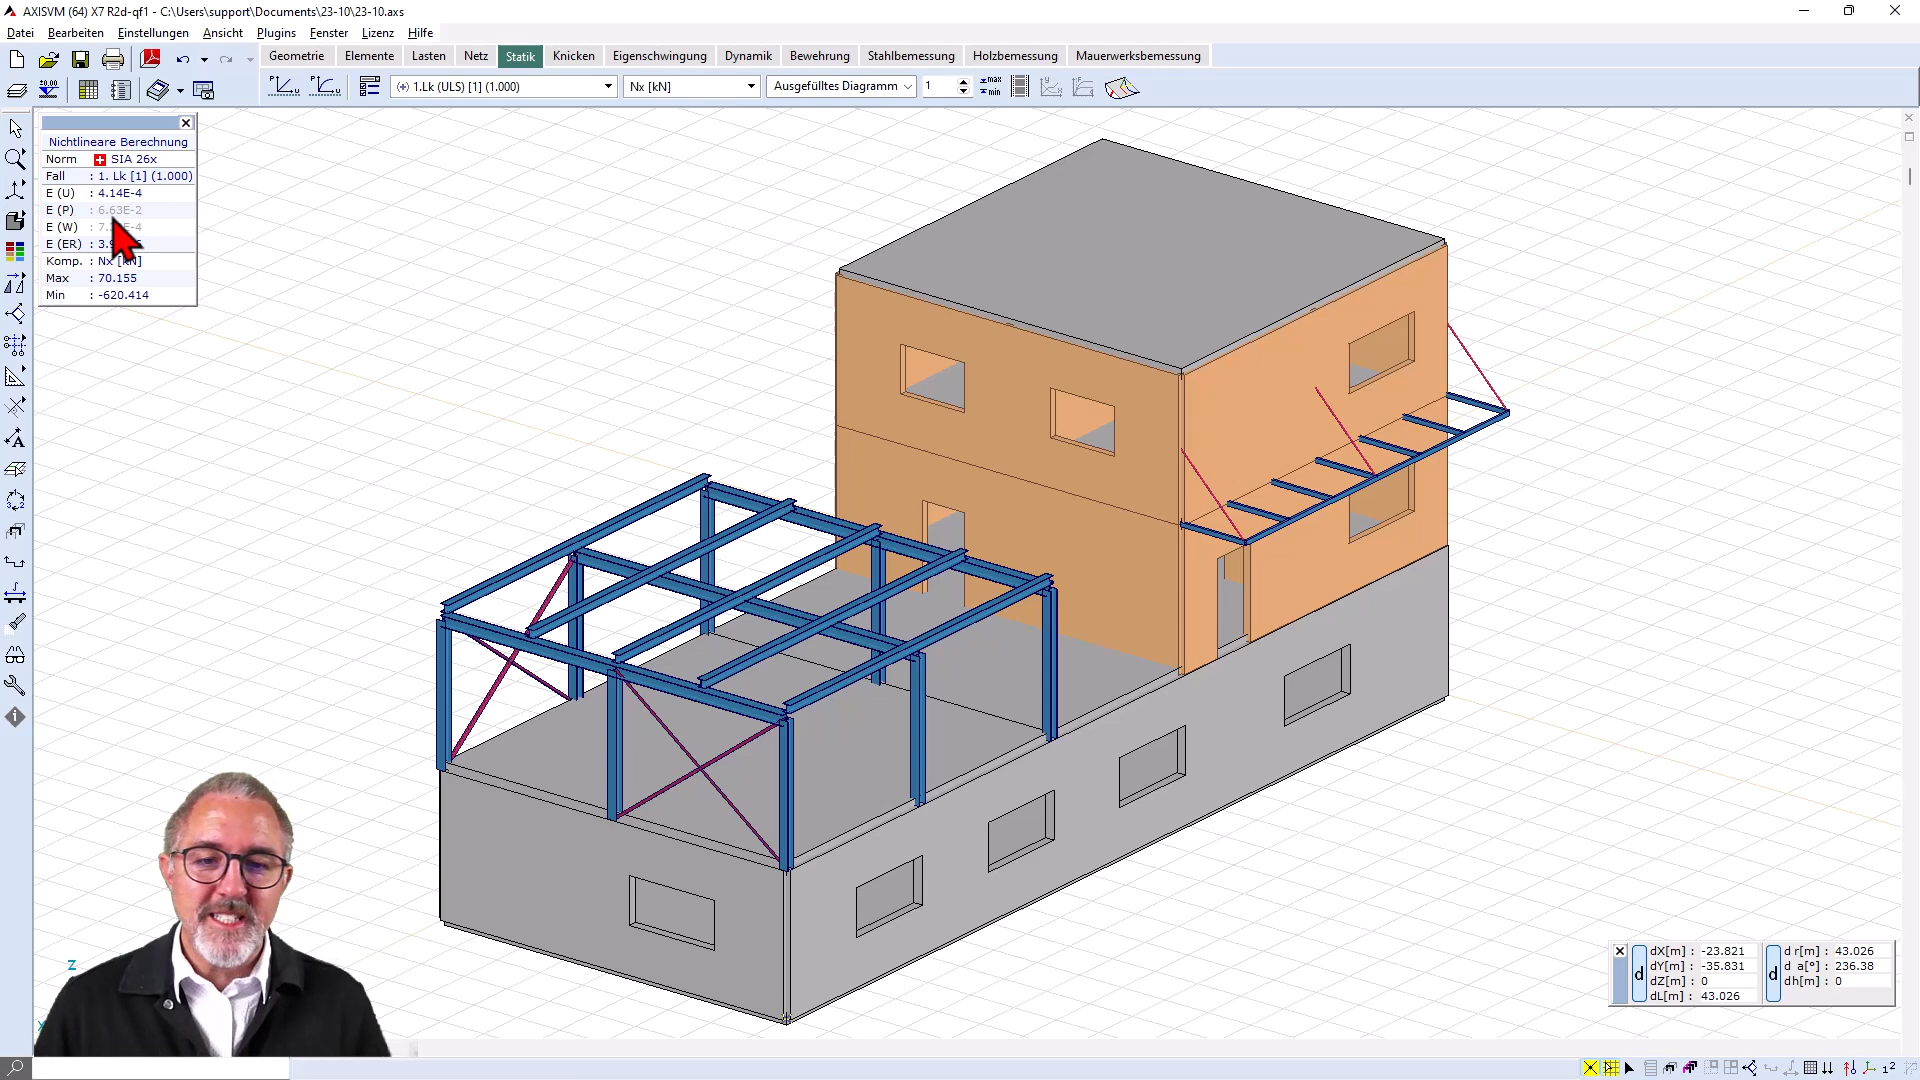 AXISVM (64) X7 R2d-qf1 - C:\Users\support\Documents\23-10\23-10.axs
Datei Bearbeiten Einstellungen Ansicht Plugins Fenster Lizenz Hilfe
Geometrie Elemente Lasten Netz Statik Knicken Eigenschwingung Dynamik Bewehrung Stahlbemessung Holzbemessung Mauerwerksbemessung
1.Lk (ULS) [1] (1.000) Nx [kN] Ausgefülltes Diagramm 1 max
min
Nichtlineare Berechnung
Norm SIA 26x
Fall : 1. Lk [1] (1.000)
E (U) : 4.14E-4
E (P) : 6.63E-2
E (W)
E (ER)
Komp. : Nx [kN]
Max : 70.155
Min : -620.414
Z
X
dX[m] : -23.821
dY[m] : -35.831
dZ[m] : 0
dL[m] : 43.026
d r[m] : 43.026
d a[°] : 236.38
dh[m] : 0